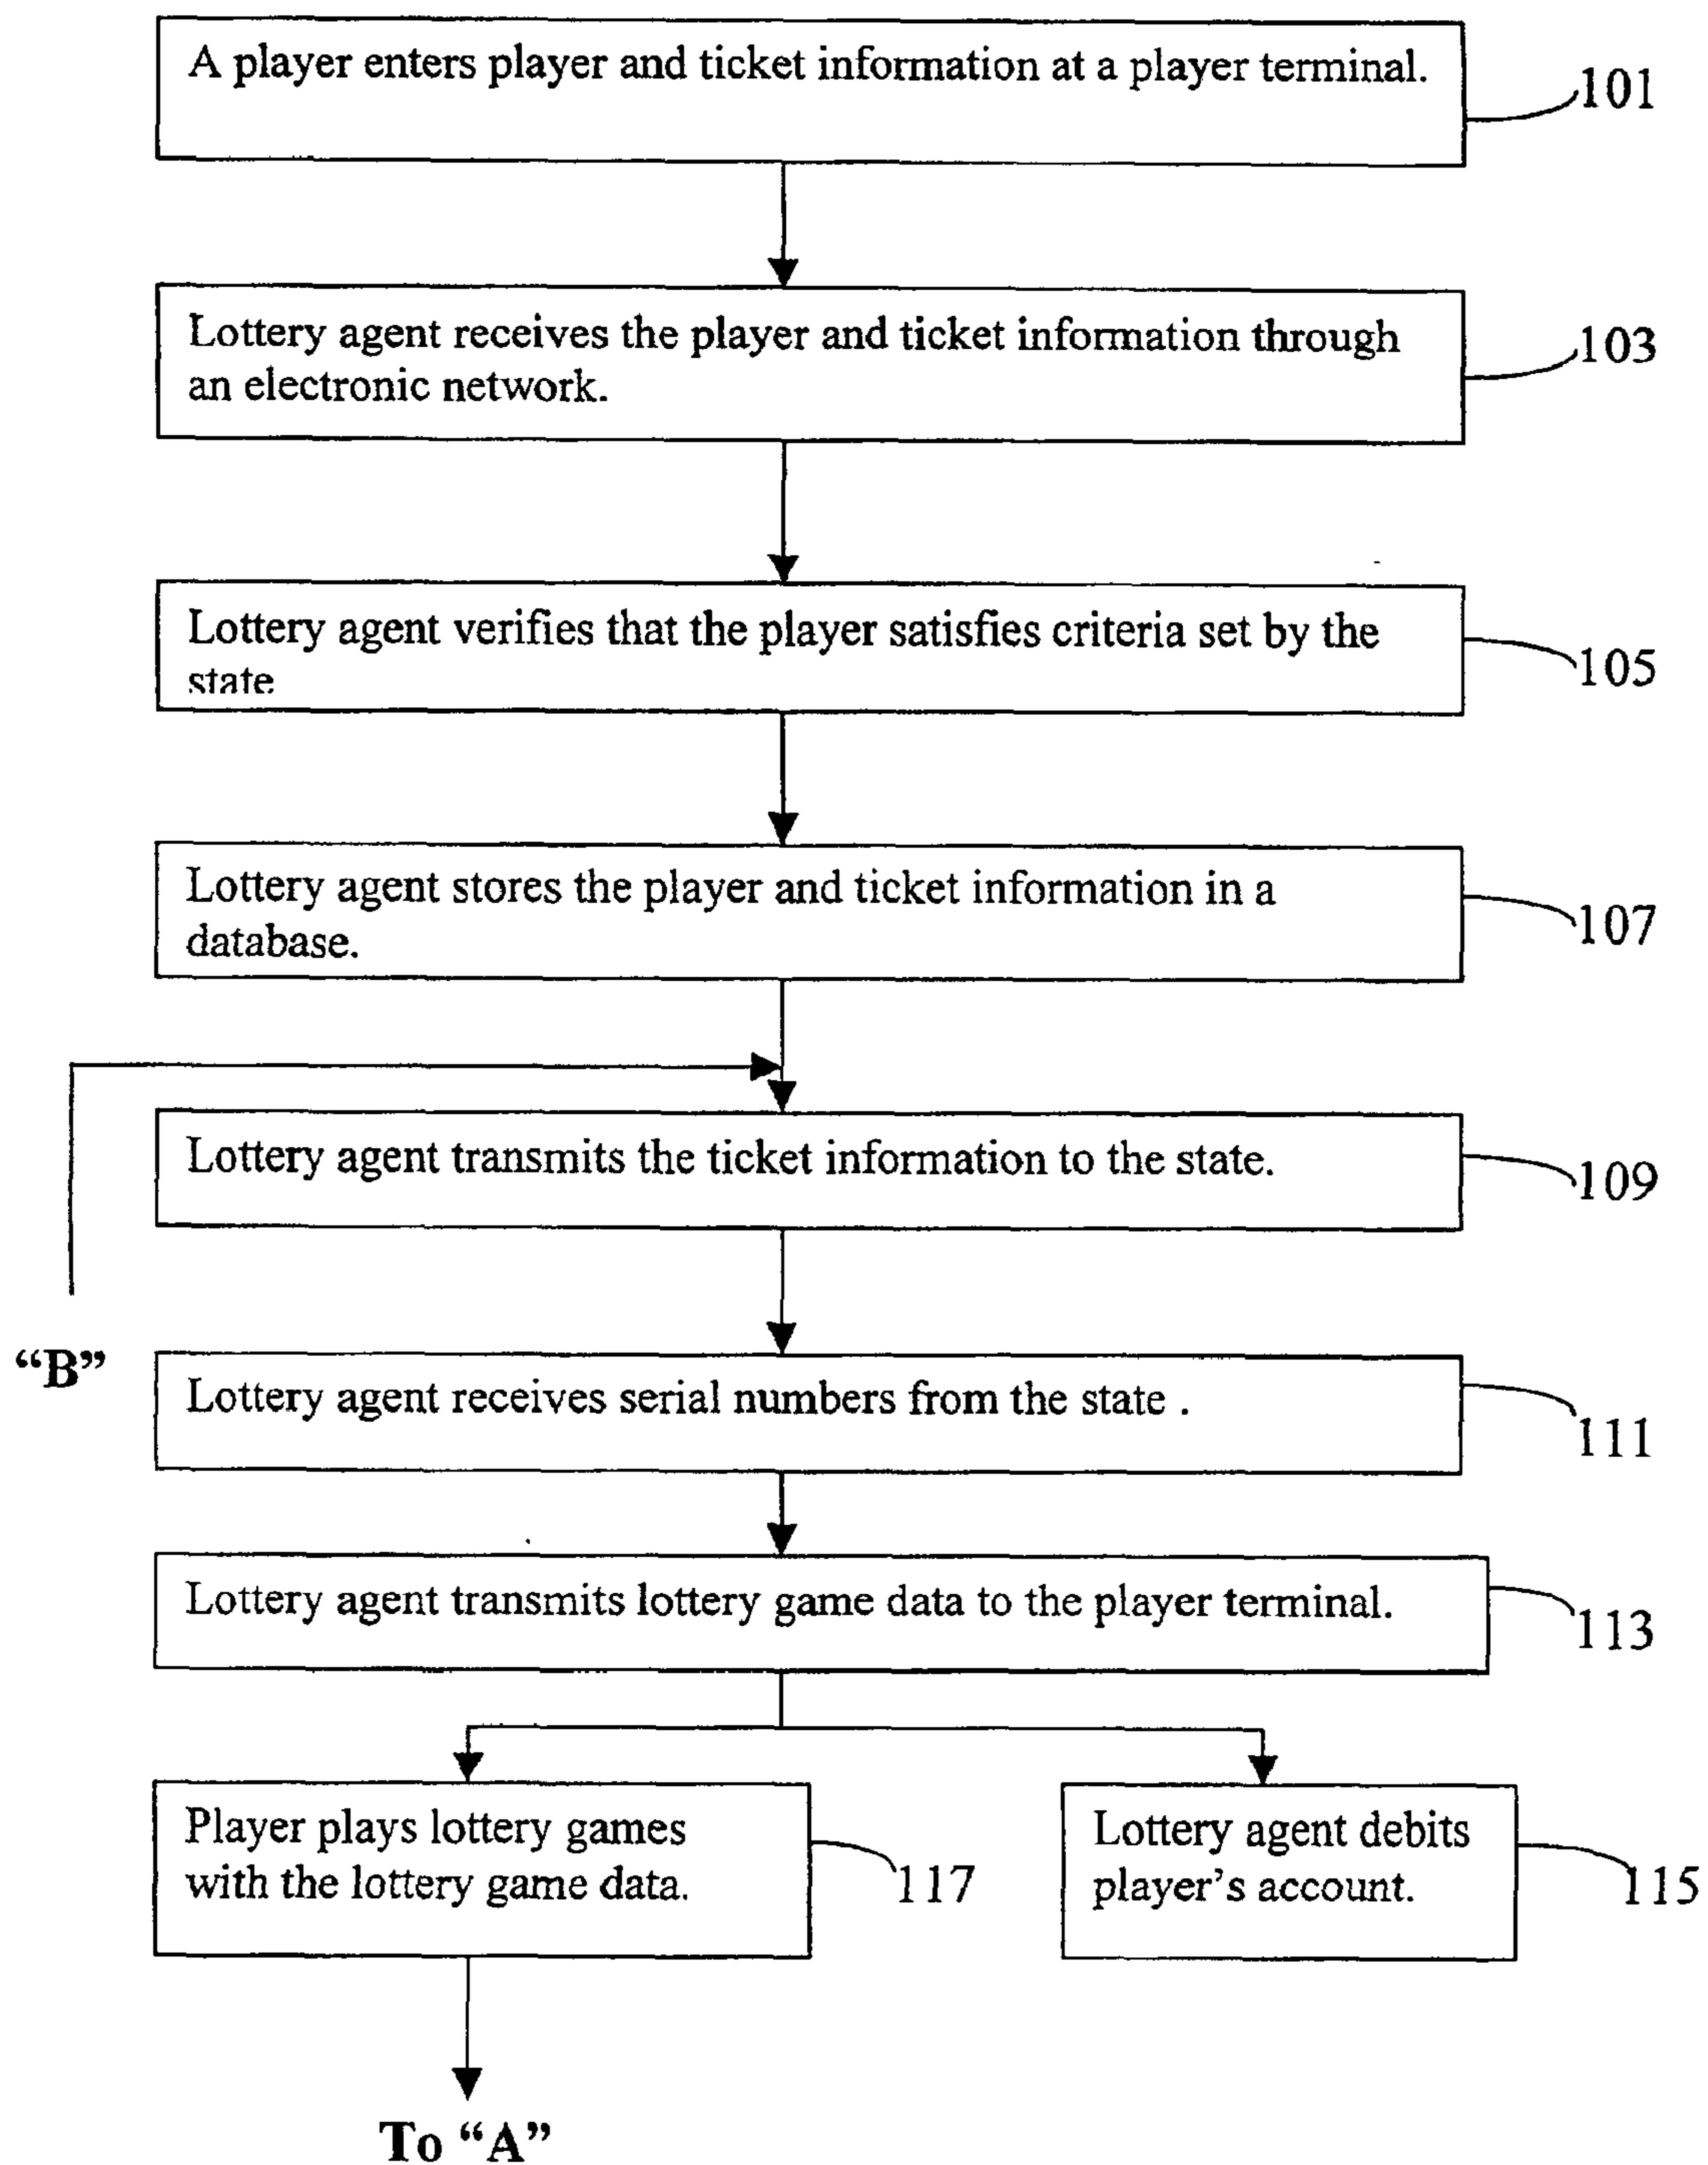 A player enters player and ticket information at a player terminal.
101
Lottery agent receives the player and ticket information through
an electronic network.
103
Lottery agent verifies that the player satisfies criteria set by the
state
105
Lottery agent stores the player and ticket information in a
database.
107
Lottery agent transmits the ticket information to the state.
109
“B”
Lottery agent receives serial numbers from the state .
111
Lottery agent transmits lottery game data to the player terminal.
113
Player plays lottery games
with the lottery game data.
117
Lottery agent debits
player’s account.
115
To “A”